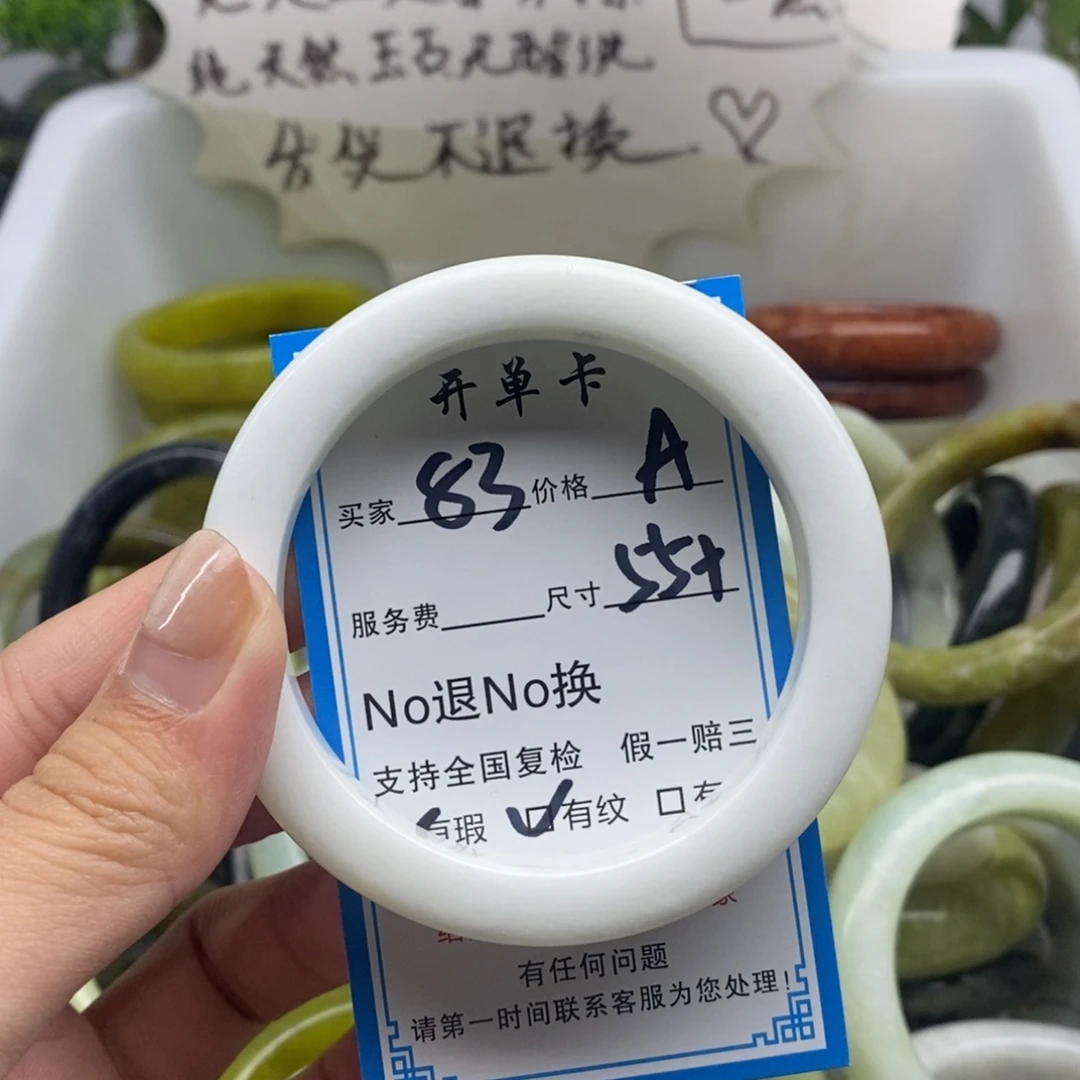 纯天然玉石无酸洗
售出不退换
开单卡
买家 83 价格 A
服务费 尺寸 55+
No退No换
支持全国复检 假一赔三
有瑕 ✓□有纹 □有
有任何问题
请第一时间联系客服为您处理!